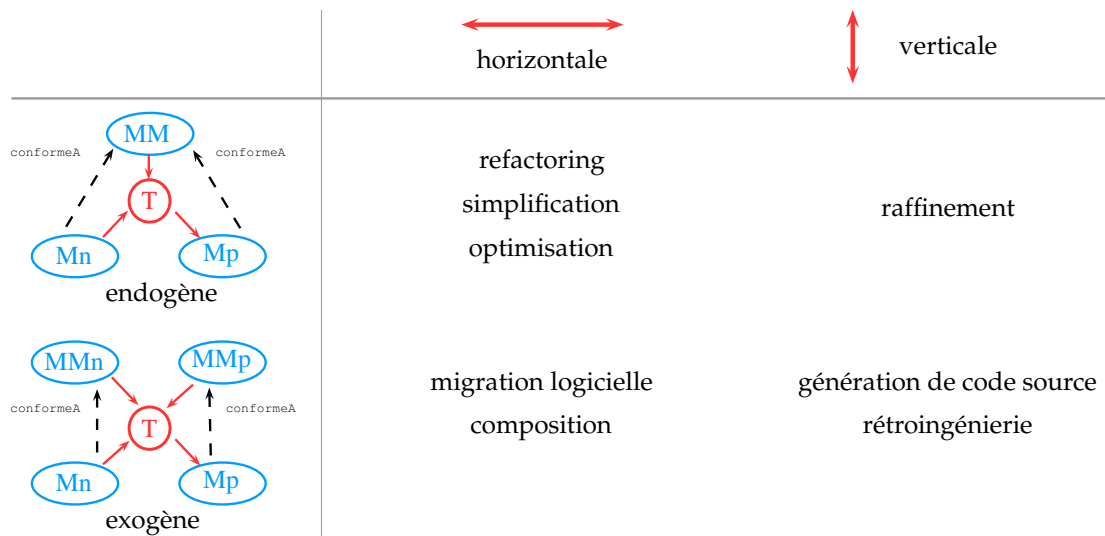 horizontale
verticale
MM
conformeA
conformeA
T
Mn
Mp
endogène
refactoring
simplification
optimisation
raffinement
MMn
MMp
conformeA
conformeA
T
Mn
Mp
exogène
migration logicielle
composition
génération de code source
rétroingénierie